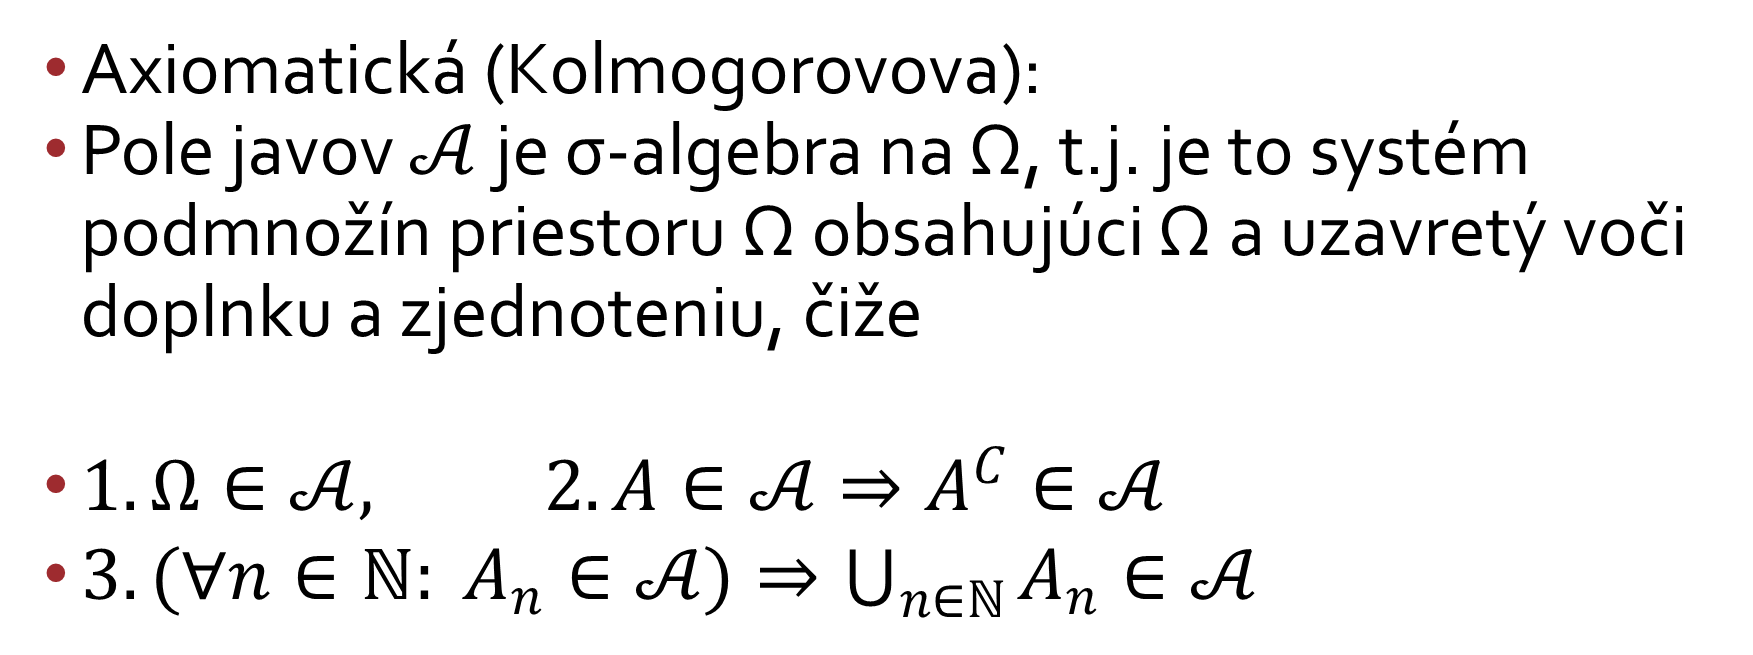 • Axiomatická (Kolmogorovova):
• Pole javov 𝒜 je σ-algebra na Ω, t.j. je to systém
podmnožín priestoru Ω obsahujúci Ω a uzavretý voči
doplnku a zjednoteniu, čiže
• 1. Ω ∈ 𝒜, 2. A ∈ 𝒜 ⇒ A^C ∈ 𝒜
• 3. (∀n ∈ ℕ: A_n ∈ 𝒜) ⇒ ⋃_{n∈ℕ} A_n ∈ 𝒜